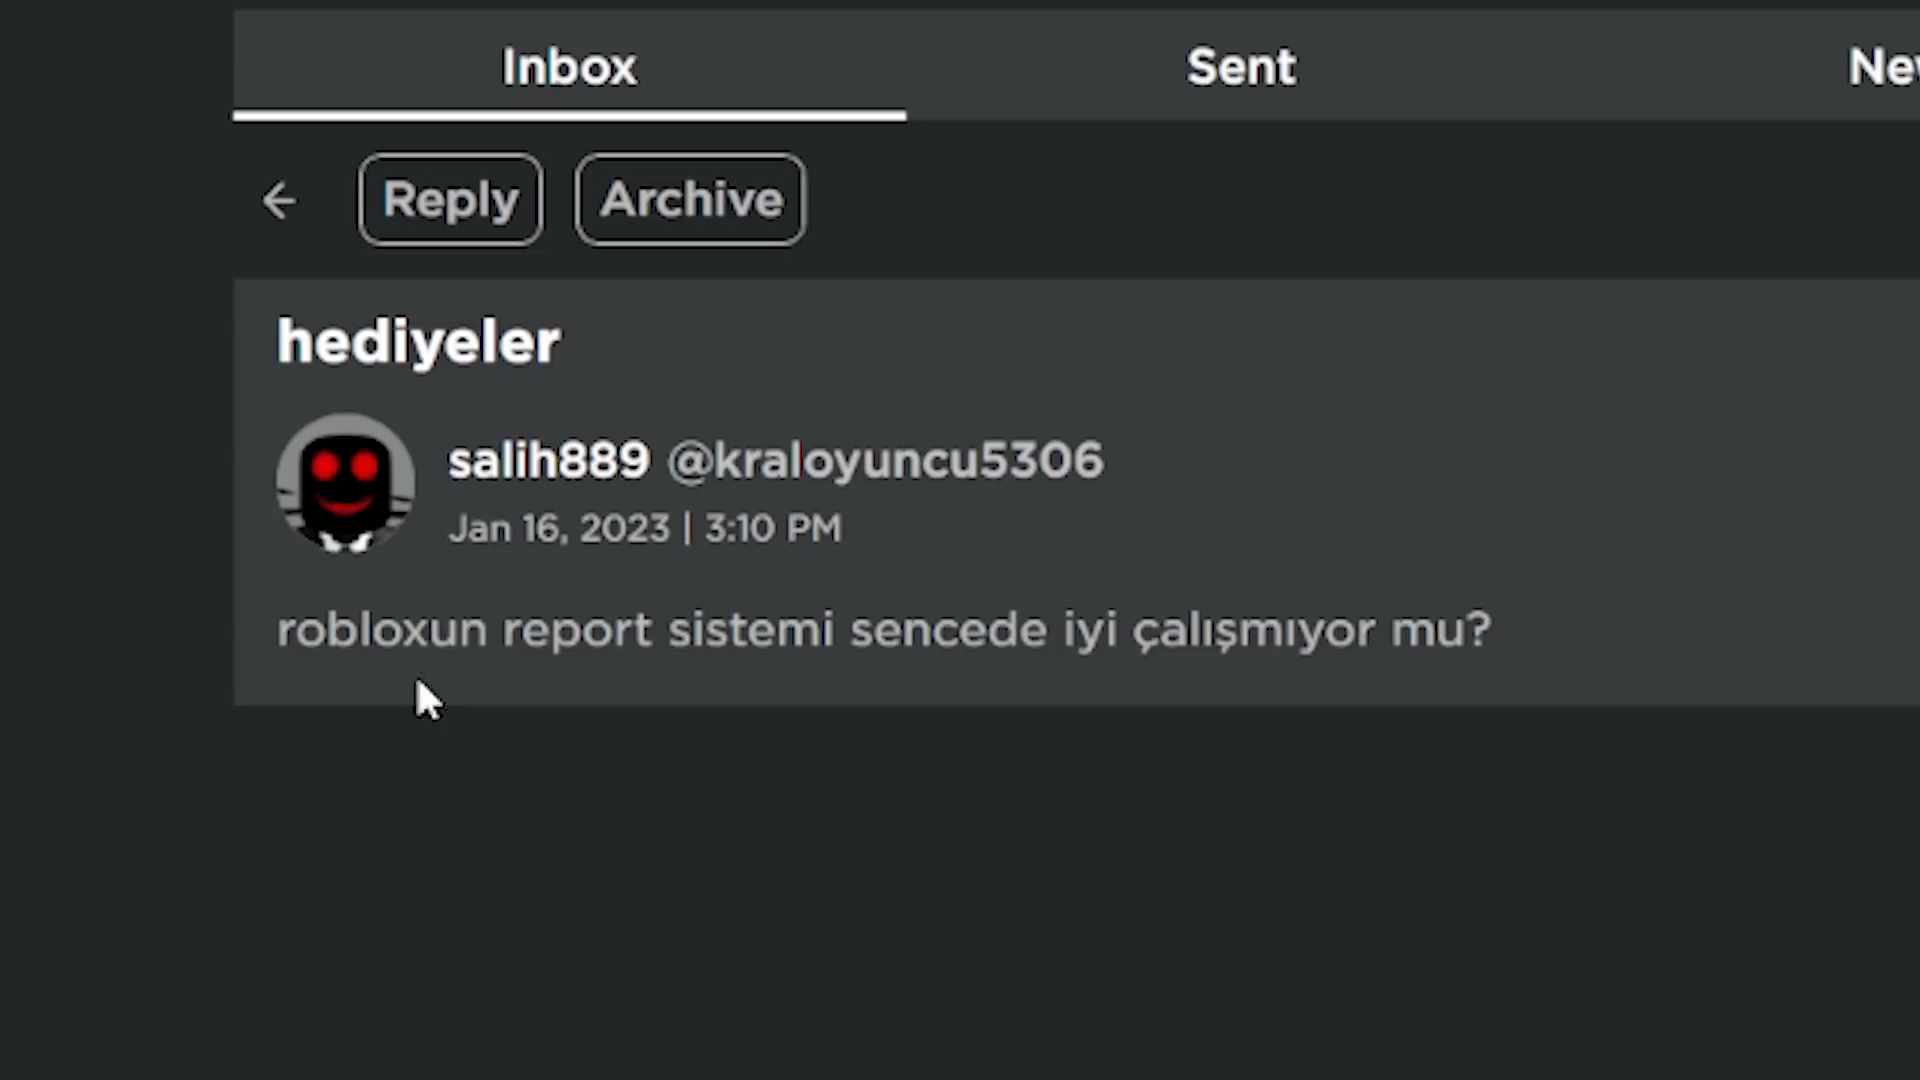 Inbox
Sent
Reply
Archive
hediyeler
salih889 @kraloyuncu5306
Jan 16, 2023 | 3:10 PM
robloxun report sistemi sencede iyi çalışmıyor mu?